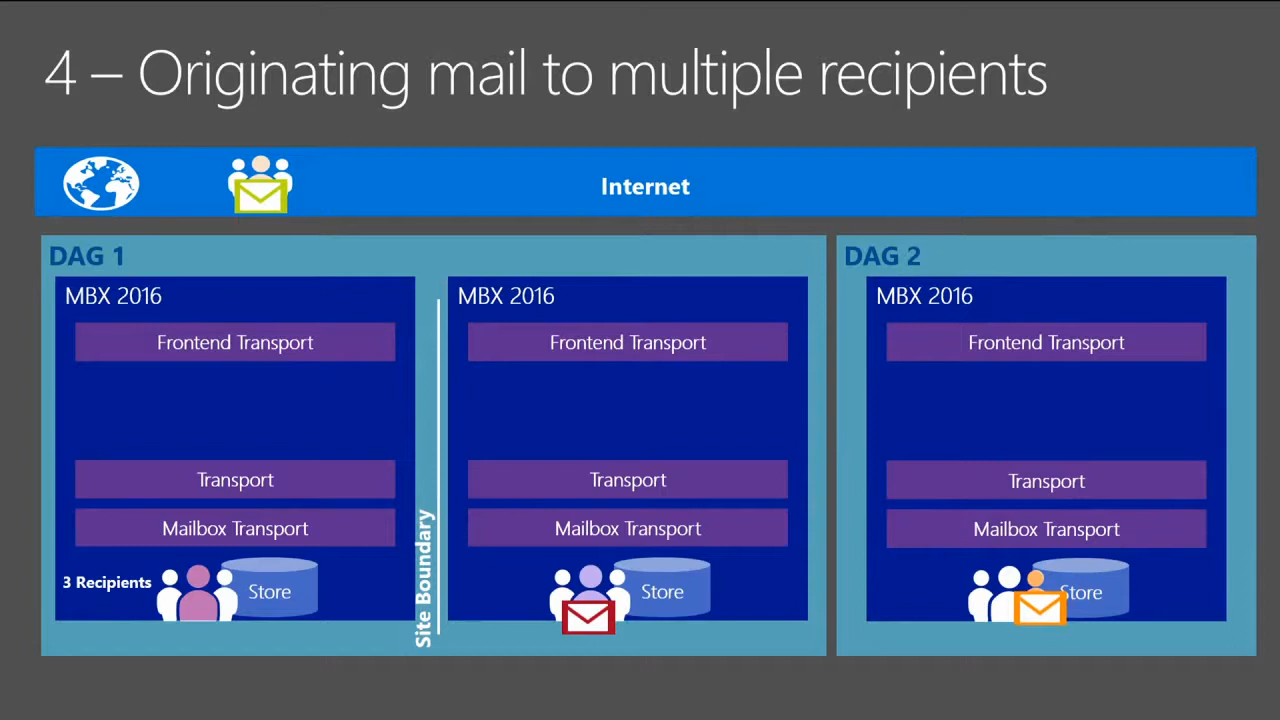 4 – Originating mail to multiple recipients
Internet
DAG 1
MBX 2016
Frontend Transport
Transport
Mailbox Transport
3 Recipients
Store
Site Boundary
MBX 2016
Frontend Transport
Transport
Mailbox Transport
Store
DAG 2
MBX 2016
Frontend Transport
Transport
Mailbox Transport
Store